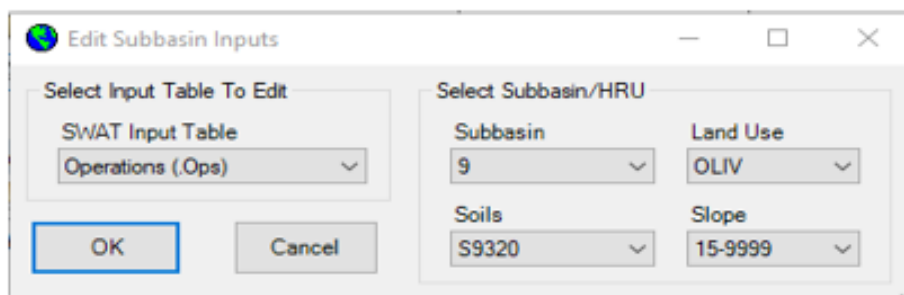 Edit Subbasin Inputs
Select Input Table To Edit
SWAT Input Table
Operations (.Ops)
OK
Cancel
Select Subbasin/HRU
Subbasin
Land Use
9
OLIV
Soils
Slope
S9320
15-9999